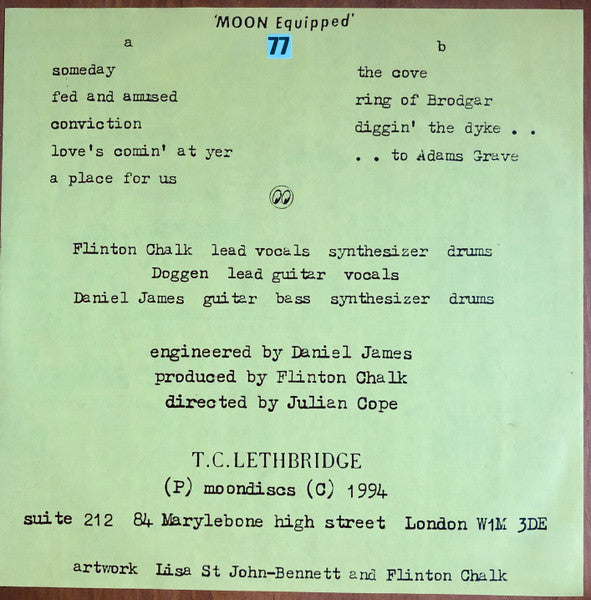 'MOON Equipped'
77
a
someday
fed and amused
conviction
love's comin' at yer
a place for us
b
the cove
ring of Brodgar
diggin' the dyke . .
. . to Adams Grave
Flinton Chalk lead vocals synthesizer drums
Doggen lead guitar vocals
Daniel James guitar bass synthesizer drums
engineered by Daniel James
produced by Flinton Chalk
directed by Julian Cope
T.C.LETHBRIDGE
(P) moondiscs (C) 1994
suite 212 84 Marylebone high street London W1M 3DE
artwork Lisa St John-Bennett and Flinton Chalk